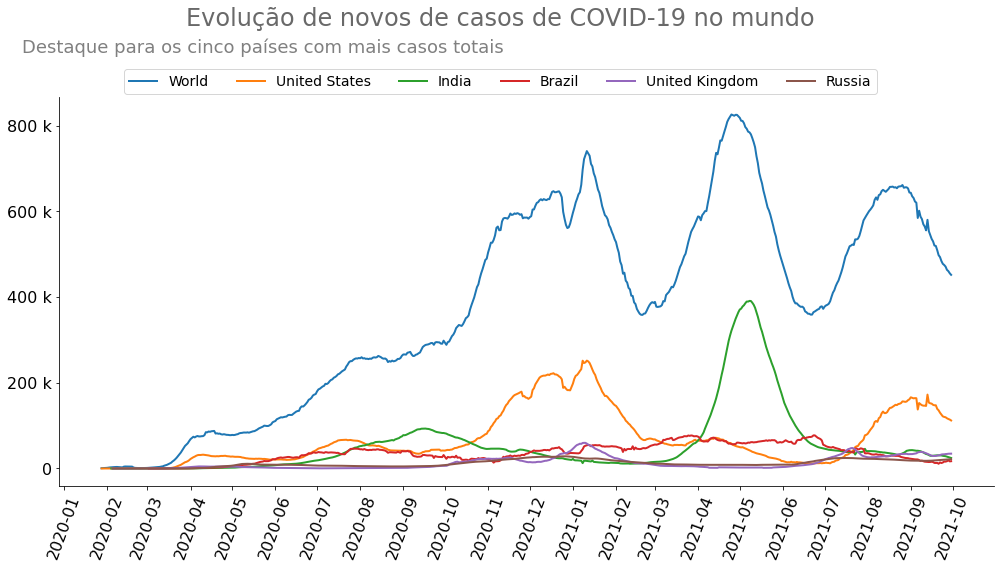 Evolução de novos de casos de COVID-19 no mundo
Destaque para os cinco países com mais casos totais
World United States India Brazil United Kingdom Russia
800 k
600 k
400 k
200 k
0
2020-01 2020-02 2020-03 2020-04 2020-05 2020-06 2020-07 2020-08 2020-09 2020-10 2020-11 2020-12 2021-01 2021-02 2021-03 2021-04 2021-05 2021-06 2021-07 2021-08 2021-09 2021-10